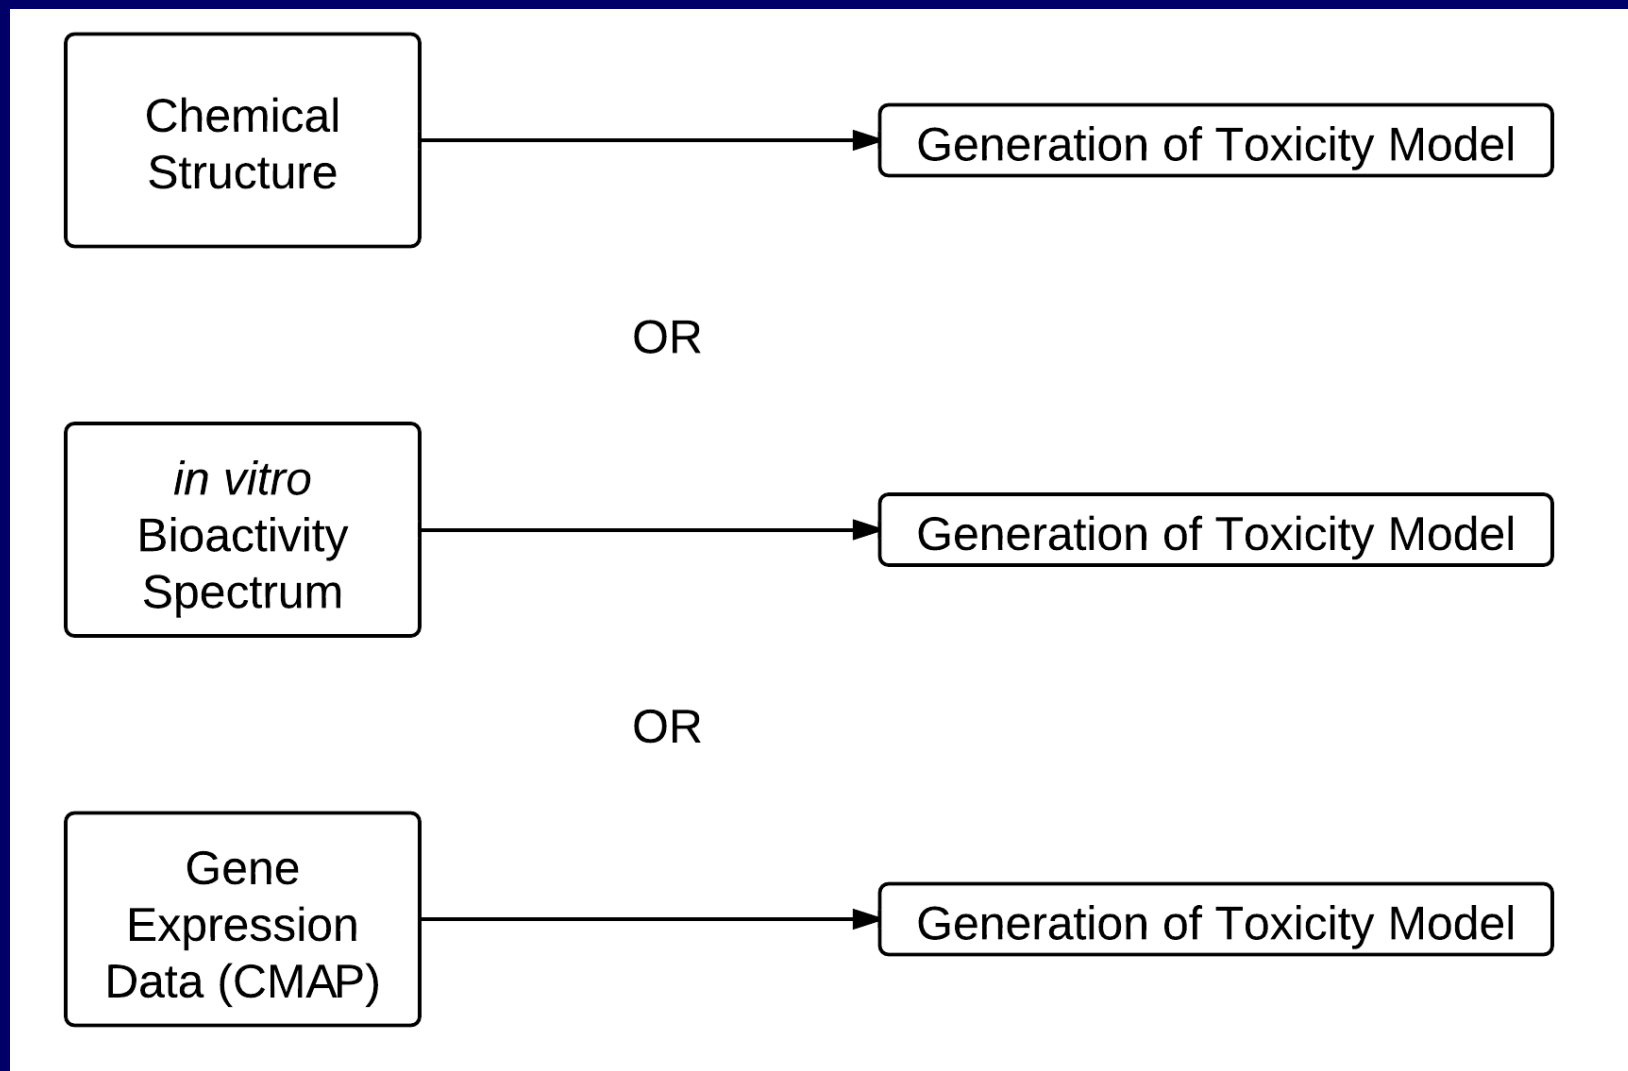 Chemical
Structure
Generation of Toxicity Model
OR
in vitro
Bioactivity
Spectrum
Generation of Toxicity Model
OR
Gene
Expression
Data (CMAP)
Generation of Toxicity Model